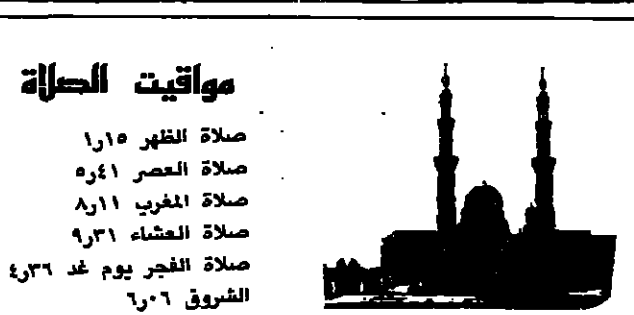 مواقيت الصلاة
صلاة الظهر ١٥ر١
صلاة العصر ٤١ر٥
صلاة المغرب ١١ر٨
صلاة العشاء ٣١ر٩
صلاة الفجر يوم غد ٣٦ر٤
الشروق ٠٦ر٦